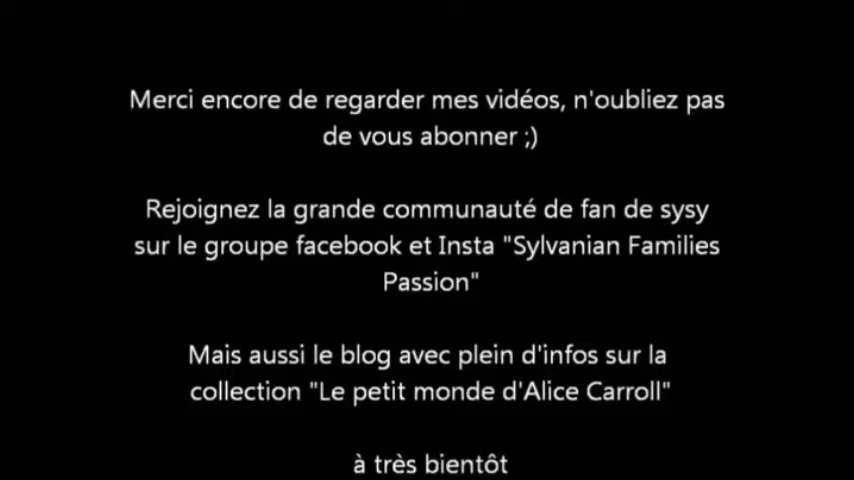 Merci encore de regarder mes vidéos, n'oubliez pas
de vous abonner ;)
Rejoignez la grande communauté de fan de sysy
sur le groupe facebook et Insta "Sylvanian Families
Passion"
Mais aussi le blog avec plein d'infos sur la
collection "Le petit monde d'Alice Carroll"
à très bientôt